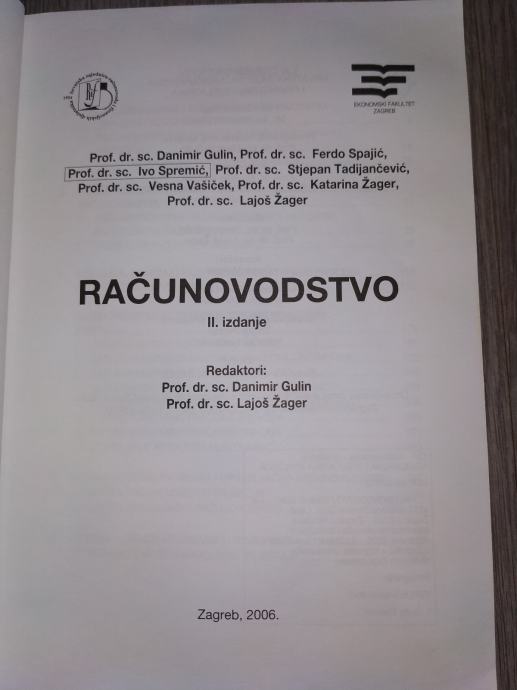 EKONOMSKI FAKULTET
ZAGREB
Prof. dr. sc. Danimir Gulin, Prof. dr. sc. Ferdo Spajić,
Prof. dr. sc. Ivo Spremić, Prof. dr. sc. Stjepan Tadijančević,
Prof. dr. sc. Vesna Vašiček, Prof. dr. sc. Katarina Žager,
Prof. dr. sc. Lajoš Žager
RAČUNOVODSTVO
II. izdanje
Redaktori:
Prof. dr. sc. Danimir Gulin
Prof. dr. sc. Lajoš Žager
Zagreb, 2006.